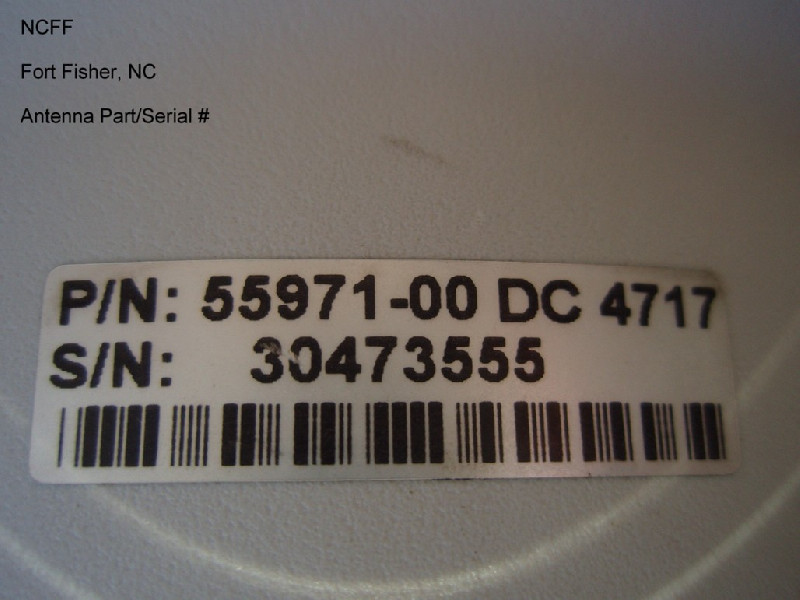 NCFF
Fort Fisher, NC
Antenna Part/Serial #
P/N: 55971-00 DC 4717
S/N: 30473555